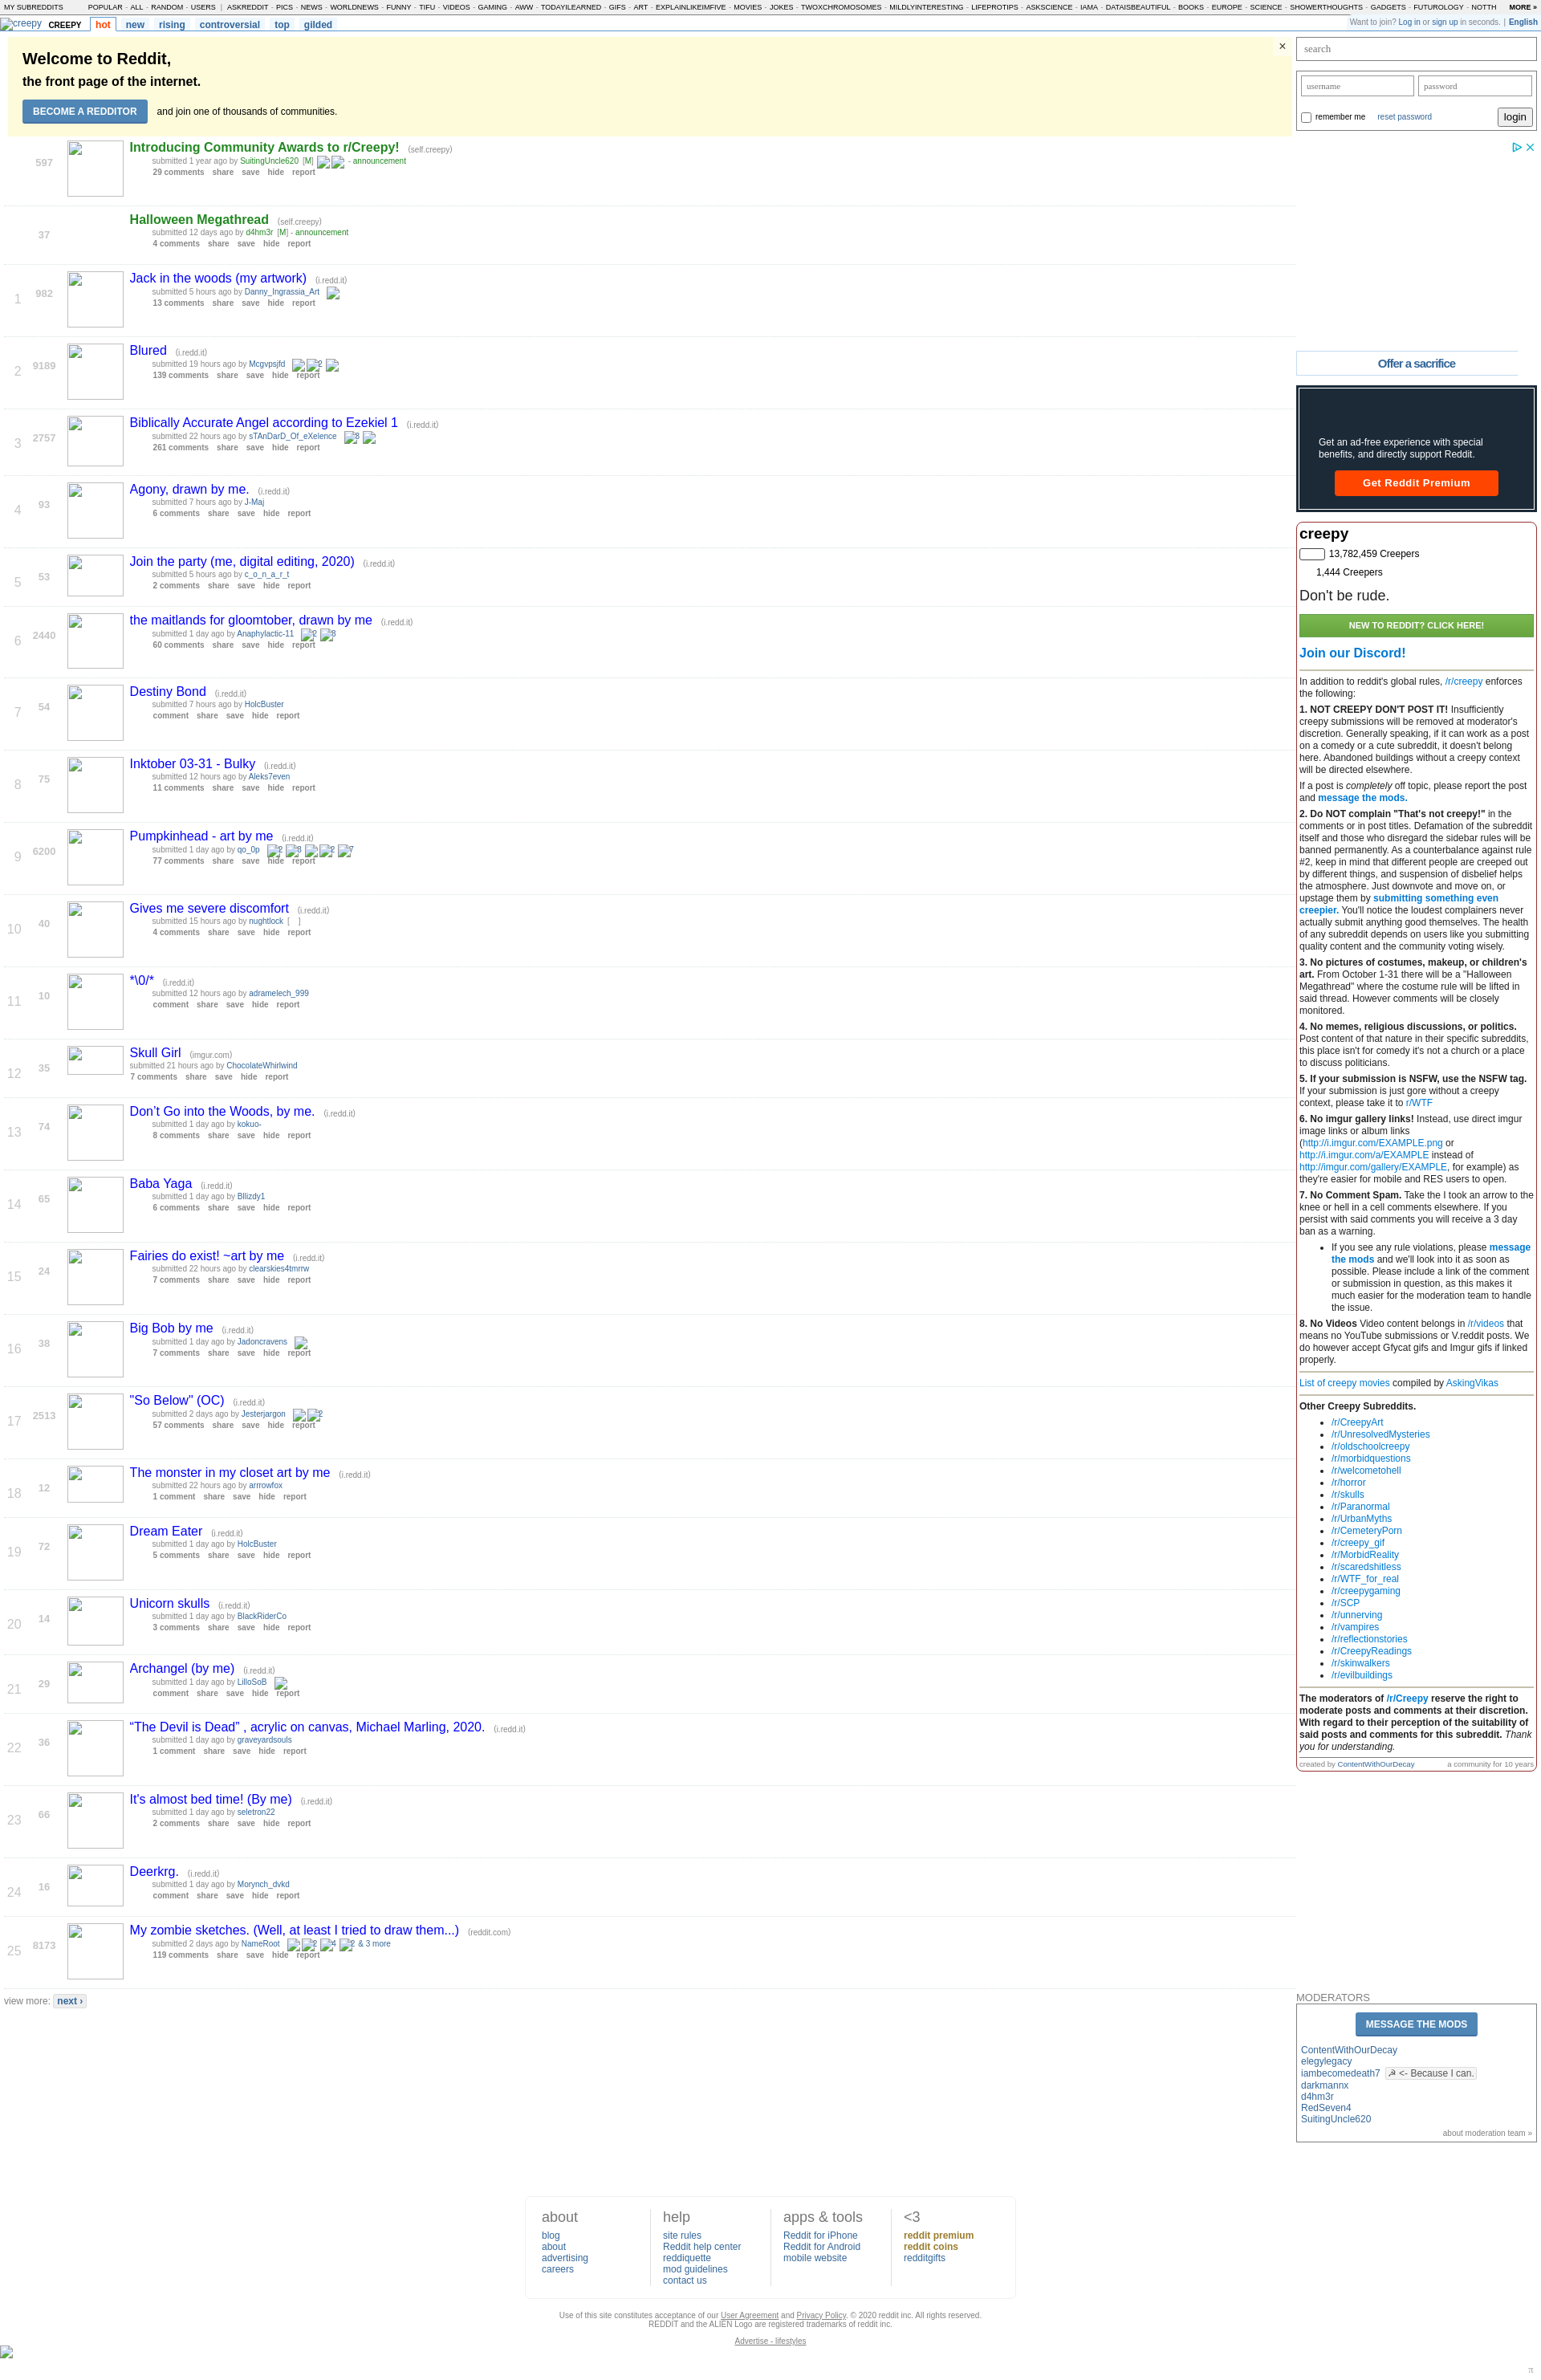 MY SUBREDDITS POPULAR - ALL - RANDOM - USERS | ASKREDDIT - PICS - NEWS - WORLDNEWS - FUNNY - TIFU - VIDEOS - GAMING - AWW - TODAYILEARNED - GIFS - ART - EXPLAINLIKEIMFIVE - MOVIES - JOKES - TWOXCHROMOSOMES - MILDLYINTERESTING - LIFEPROTIPS - ASKSCIENCE - IAMA - DATAISBEAUTIFUL - BOOKS - EUROPE - SCIENCE - SHOWERTHOUGHTS - GADGETS - FUTUROLOGY - NOTTH MORE »
creepy CREEPY hot new rising controversial top gilded
Want to join? Log in or sign up in seconds. | English
Welcome to Reddit,
the front page of the internet.
BECOME A REDDITOR and join one of thousands of communities.
×
597
Introducing Community Awards to r/Creepy! (self.creepy)
submitted 1 year ago by SuitingUncle620 [M] - announcement
29 comments share save hide report
37
Halloween Megathread (self.creepy)
submitted 12 days ago by d4hm3r [M] - announcement
4 comments share save hide report
1 982
Jack in the woods (my artwork) (i.redd.it)
submitted 5 hours ago by Danny_Ingrassia_Art
13 comments share save hide report
2 9189
Blured (i.redd.it)
submitted 19 hours ago by Mcgvpsjfd 2
139 comments share save hide report
3 2757
Biblically Accurate Angel according to Ezekiel 1 (i.redd.it)
submitted 22 hours ago by sTAnDarD_Of_eXelence 3
261 comments share save hide report
4 93
Agony, drawn by me. (i.redd.it)
submitted 7 hours ago by J-Maj
6 comments share save hide report
5 53
Join the party (me, digital editing, 2020) (i.redd.it)
submitted 5 hours ago by c_o_n_a_r_t
2 comments share save hide report
6 2440
the maitlands for gloomtober, drawn by me (i.redd.it)
submitted 1 day ago by Anaphylactic-11 2 3
60 comments share save hide report
7 54
Destiny Bond (i.redd.it)
submitted 7 hours ago by HolcBuster
comment share save hide report
8 75
Inktober 03-31 - Bulky (i.redd.it)
submitted 12 hours ago by Aleks7even
11 comments share save hide report
9 6200
Pumpkinhead - art by me (i.redd.it)
submitted 1 day ago by qo_0p 2 3 2 7
77 comments share save hide report
10 40
Gives me severe discomfort (i.redd.it)
submitted 15 hours ago by nughtlock [ ]
4 comments share save hide report
11 10
*\0/* (i.redd.it)
submitted 12 hours ago by adramelech_999
comment share save hide report
12 35
Skull Girl (imgur.com)
submitted 21 hours ago by ChocolateWhirlwind
7 comments share save hide report
13 74
Don’t Go into the Woods, by me. (i.redd.it)
submitted 1 day ago by kokuo-
8 comments share save hide report
14 65
Baba Yaga (i.redd.it)
submitted 1 day ago by Bllizdy1
6 comments share save hide report
15 24
Fairies do exist! ~art by me (i.redd.it)
submitted 22 hours ago by clearskies4tmrrw
7 comments share save hide report
16 38
Big Bob by me (i.redd.it)
submitted 1 day ago by Jadoncravens
7 comments share save hide report
17 2513
"So Below" (OC) (i.redd.it)
submitted 2 days ago by Jesterjargon 2
57 comments share save hide report
18 12
The monster in my closet art by me (i.redd.it)
submitted 22 hours ago by arrrowfox
1 comment share save hide report
19 72
Dream Eater (i.redd.it)
submitted 1 day ago by HolcBuster
5 comments share save hide report
20 14
Unicorn skulls (i.redd.it)
submitted 1 day ago by BlackRiderCo
3 comments share save hide report
21 29
Archangel (by me) (i.redd.it)
submitted 1 day ago by LilloSoB
comment share save hide report
22 36
“The Devil is Dead” , acrylic on canvas, Michael Marling, 2020. (i.redd.it)
submitted 1 day ago by graveyardsouls
1 comment share save hide report
23 66
It's almost bed time! (By me) (i.redd.it)
submitted 1 day ago by seletron22
2 comments share save hide report
24 16
Deerkrg. (i.redd.it)
submitted 1 day ago by Morynch_dvkd
comment share save hide report
25 8173
My zombie sketches. (Well, at least I tried to draw them...) (reddit.com)
submitted 2 days ago by NameRoot 2 4 2 & 3 more
119 comments share save hide report
view more: next ›
search
username password
remember me reset password login
Offer a sacrifice
Get an ad-free experience with special
benefits, and directly support Reddit.
Get Reddit Premium
creepy
13,782,459 Creepers
1,444 Creepers
Don't be rude.
NEW TO REDDIT? CLICK HERE!
Join our Discord!
In addition to reddit's global rules, /r/creepy enforces
the following:
1. NOT CREEPY DON'T POST IT! Insufficiently
creepy submissions will be removed at moderator's
discretion. Generally speaking, if it can work as a post
on a comedy or a cute subreddit, it doesn't belong
here. Abandoned buildings without a creepy context
will be directed elsewhere.
If a post is completely off topic, please report the post
and message the mods.
2. Do NOT complain "That's not creepy!" in the
comments or in post titles. Defamation of the subreddit
itself and those who disregard the sidebar rules will be
banned permanently. As a counterbalance against rule
#2, keep in mind that different people are creeped out
by different things, and suspension of disbelief helps
the atmosphere. Just downvote and move on, or
upstage them by submitting something even
creepier. You'll notice the loudest complainers never
actually submit anything good themselves. The health
of any subreddit depends on users like you submitting
quality content and the community voting wisely.
3. No pictures of costumes, makeup, or children's
art. From October 1-31 there will be a "Halloween
Megathread" where the costume rule will be lifted in
said thread. However comments will be closely
monitored.
4. No memes, religious discussions, or politics.
Post content of that nature in their specific subreddits,
this place isn't for comedy it's not a church or a place
to discuss politicians.
5. If your submission is NSFW, use the NSFW tag.
If your submission is just gore without a creepy
context, please take it to r/WTF
6. No imgur gallery links! Instead, use direct imgur
image links or album links
(http://i.imgur.com/EXAMPLE.png or
http://i.imgur.com/a/EXAMPLE instead of
http://imgur.com/gallery/EXAMPLE, for example) as
they're easier for mobile and RES users to open.
7. No Comment Spam. Take the I took an arrow to the
knee or hell in a cell comments elsewhere. If you
persist with said comments you will receive a 3 day
ban as a warning.
• If you see any rule violations, please message
the mods and we'll look into it as soon as
possible. Please include a link of the comment
or submission in question, as this makes it
much easier for the moderation team to handle
the issue.
8. No Videos Video content belongs in /r/videos that
means no YouTube submissions or V.reddit posts. We
do however accept Gfycat gifs and Imgur gifs if linked
properly.
List of creepy movies compiled by AskingVikas
Other Creepy Subreddits.
• /r/CreepyArt
• /r/UnresolvedMysteries
• /r/oldschoolcreepy
• /r/morbidquestions
• /r/welcometohell
• /r/horror
• /r/skulls
• /r/Paranormal
• /r/UrbanMyths
• /r/CemeteryPorn
• /r/creepy_gif
• /r/MorbidReality
• /r/scaredshitless
• /r/WTF_for_real
• /r/creepygaming
• /r/SCP
• /r/unnerving
• /r/vampires
• /r/reflectionstories
• /r/CreepyReadings
• /r/skinwalkers
• /r/evilbuildings
The moderators of /r/Creepy reserve the right to
moderate posts and comments at their discretion.
With regard to their perception of the suitability of
said posts and comments for this subreddit. Thank
you for understanding.
created by ContentWithOurDecay a community for 10 years
MODERATORS
MESSAGE THE MODS
ContentWithOurDecay
elegylegacy
iambecomedeath7 ☭ <- Because I can.
darkmannx
d4hm3r
RedSeven4
SuitingUncle620
about moderation team »
about
blog
about
advertising
careers
help
site rules
Reddit help center
reddiquette
mod guidelines
contact us
apps & tools
Reddit for iPhone
Reddit for Android
mobile website
<3
reddit premium
reddit coins
redditgifts
Use of this site constitutes acceptance of our User Agreement and Privacy Policy. © 2020 reddit inc. All rights reserved.
REDDIT and the ALIEN Logo are registered trademarks of reddit inc.
Advertise - lifestyles
π